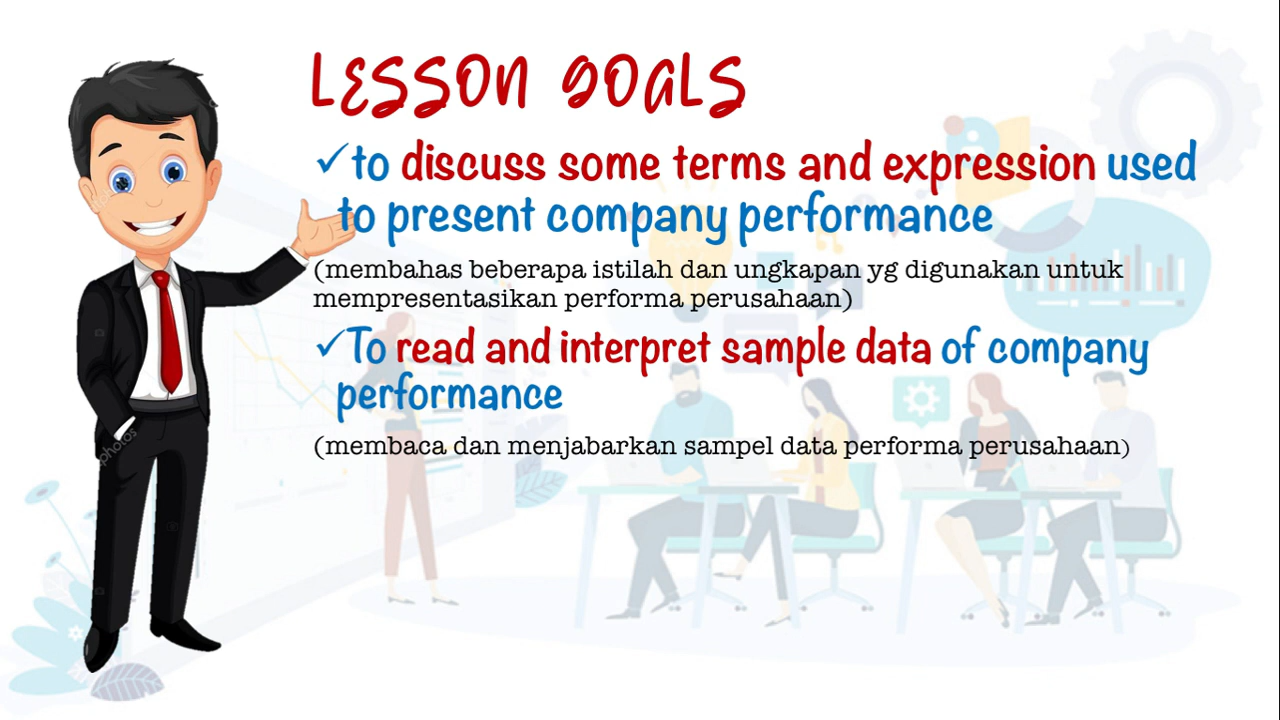 LESSON GOALS
✓to discuss some terms and expression used
to present company performance
(membahas beberapa istilah dan ungkapan yg digunakan untuk
mempresentasikan performa perusahaan)
✓To read and interpret sample data of company
performance
(membaca dan menjabarkan sampel data performa perusahaan)